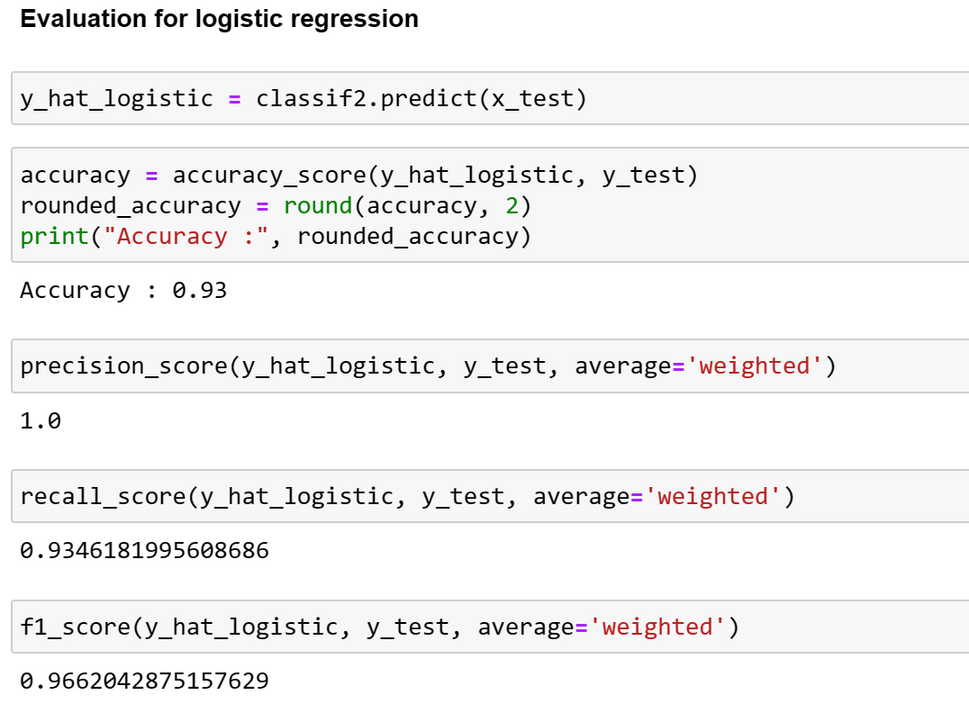 Evaluation for logistic regression
y_hat_logistic = classif2.predict(x_test)
accuracy = accuracy_score(y_hat_logistic, y_test)
rounded_accuracy = round(accuracy, 2)
print("Accuracy :", rounded_accuracy)
Accuracy : 0.93
precision_score(y_hat_logistic, y_test, average='weighted')
1.0
recall_score(y_hat_logistic, y_test, average='weighted')
0.9346181995608686
f1_score(y_hat_logistic, y_test, average='weighted')
0.9662042875157629